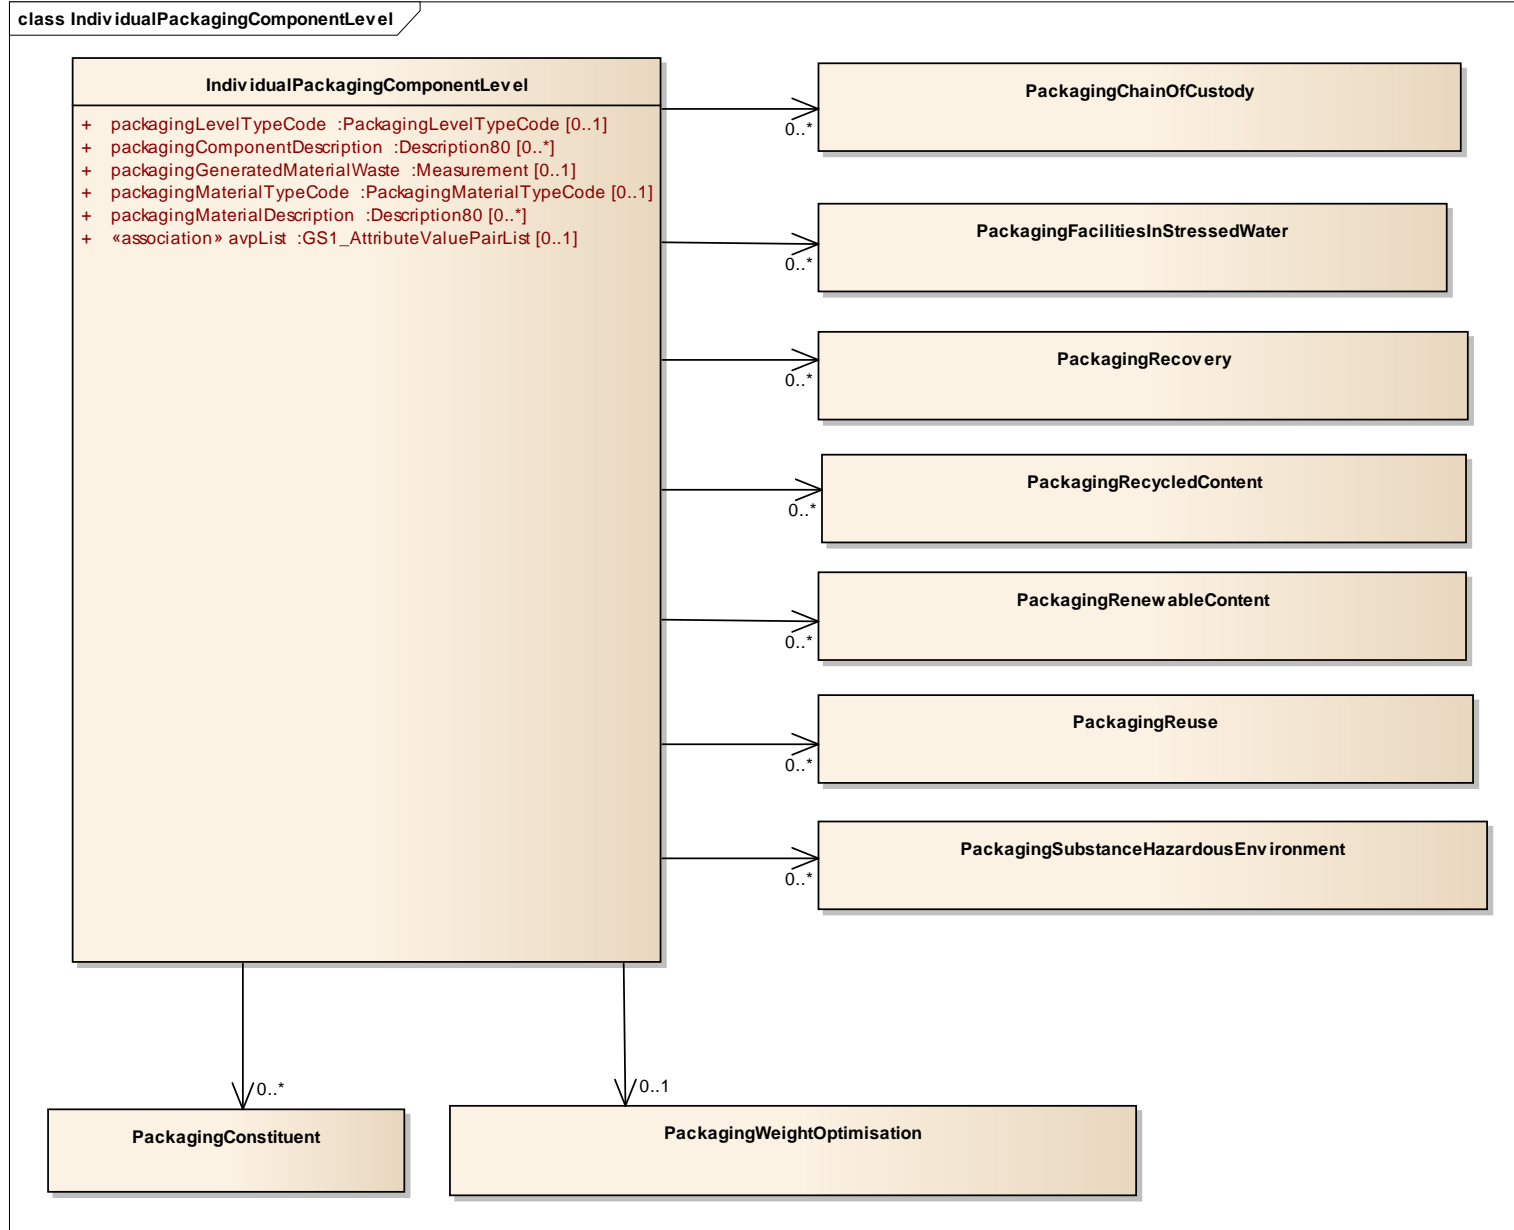 class IndividualPackagingComponentLevel
IndividualPackagingComponentLevel
+ packagingLevelTypeCode :PackagingLevelTypeCode [0..1]
+ packagingComponentDescription :Description80 [0..*]
+ packagingGeneratedMaterialWaste :Measurement [0..1]
+ packagingMaterialTypeCode :PackagingMaterialTypeCode [0..1]
+ packagingMaterialDescription :Description80 [0..*]
+ «association» avpList :GS1_AttributeValuePairList [0..1]
PackagingChainOfCustody
0..*
PackagingFacilitiesInStressedWater
0..*
PackagingRecovery
0..*
PackagingRecycledContent
0..*
PackagingRenewableContent
0..*
PackagingReuse
0..*
PackagingSubstanceHazardousEnvironment
0..*
0..*
PackagingConstituent
0..1
PackagingWeightOptimisation